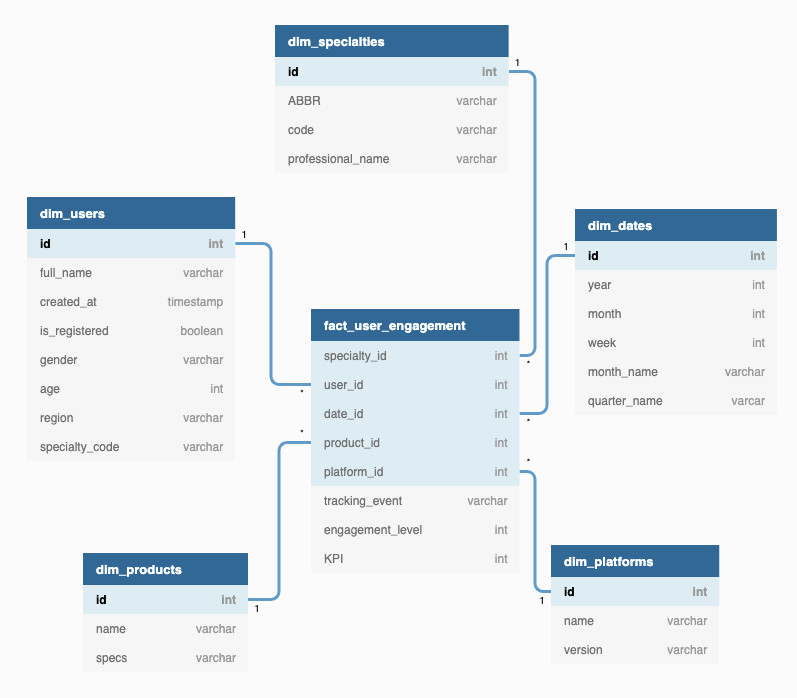 dim_specialties
id int
ABBR varchar
code varchar
professional_name varchar
1
dim_users
id int
full_name varchar
created_at timestamp
is_registered boolean
gender varchar
age int
region varchar
specialty_code varchar
1
dim_dates
id int
year int
month int
week int
month_name varchar
quarter_name varcar
1
fact_user_engagement
specialty_id int
user_id int
date_id int
product_id int
platform_id int
tracking_event varchar
engagement_level int
KPI int
*
*
*
*
*
dim_products
id int
name varchar
specs varchar
1
dim_platforms
id int
name varchar
version varchar
1